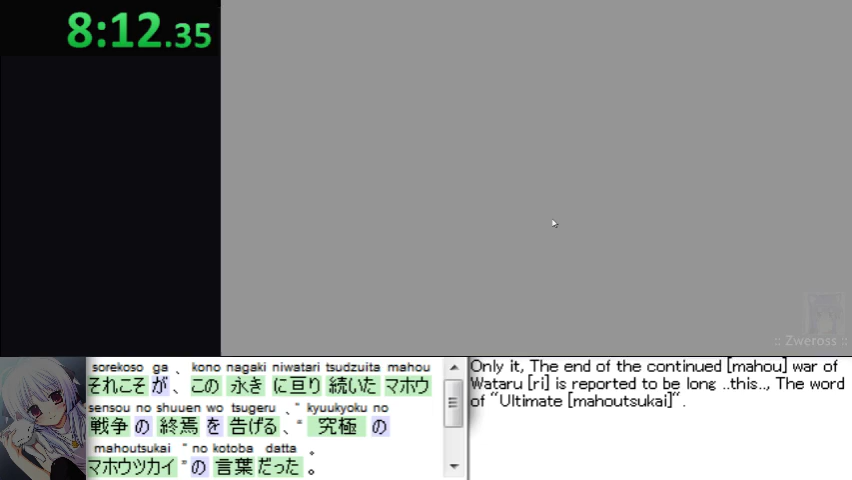 8:12.35
:: Zweross ::
sorekoso ga 、 kono nagaki niwatari tsudzuita mahou
それこそ が 、 この 永き に亘り 続いた マホウ
sensou no shuuen wo tsugeru 、“ kyuukyoku no
戦争 の 終焉 を 告げる 、“ 究極 の
mahoutsukai ” no kotoba datta 。
マホウツカイ ” の 言葉 だった 。
Only it, The end of the continued [mahou] war of
Wataru [ri] is reported to be long ..this.., The word
of “Ultimate [mahoutsukai]“.